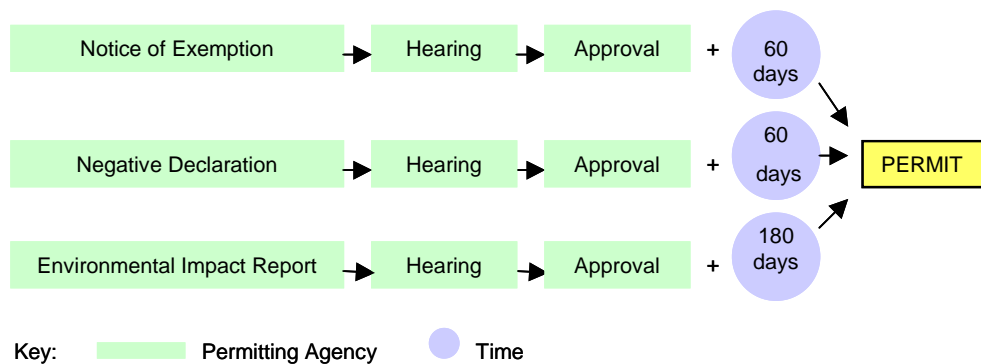 Notice of Exemption Hearing Approval + 60 days
Negative Declaration Hearing Approval + 60 days PERMIT
Environmental Impact Report Hearing Approval + 180 days
Key: Permitting Agency Time